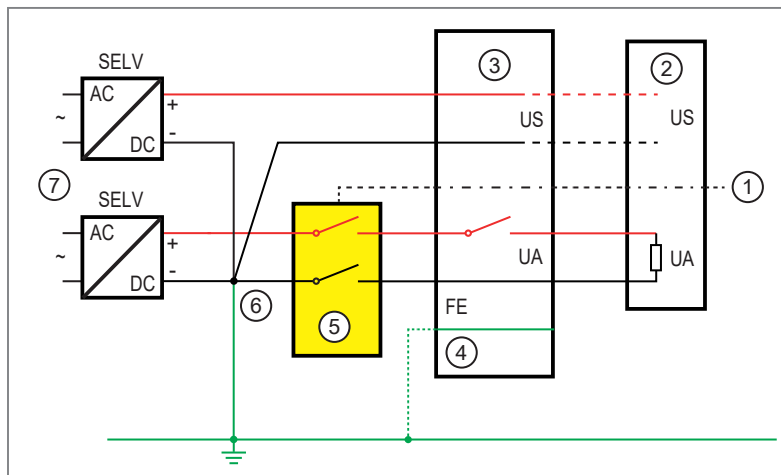 SELV
AC
~
+
-
DC
7
SELV
AC
~
+
-
DC
6
5
3
US
UA
FE
4
2
US
1
UA